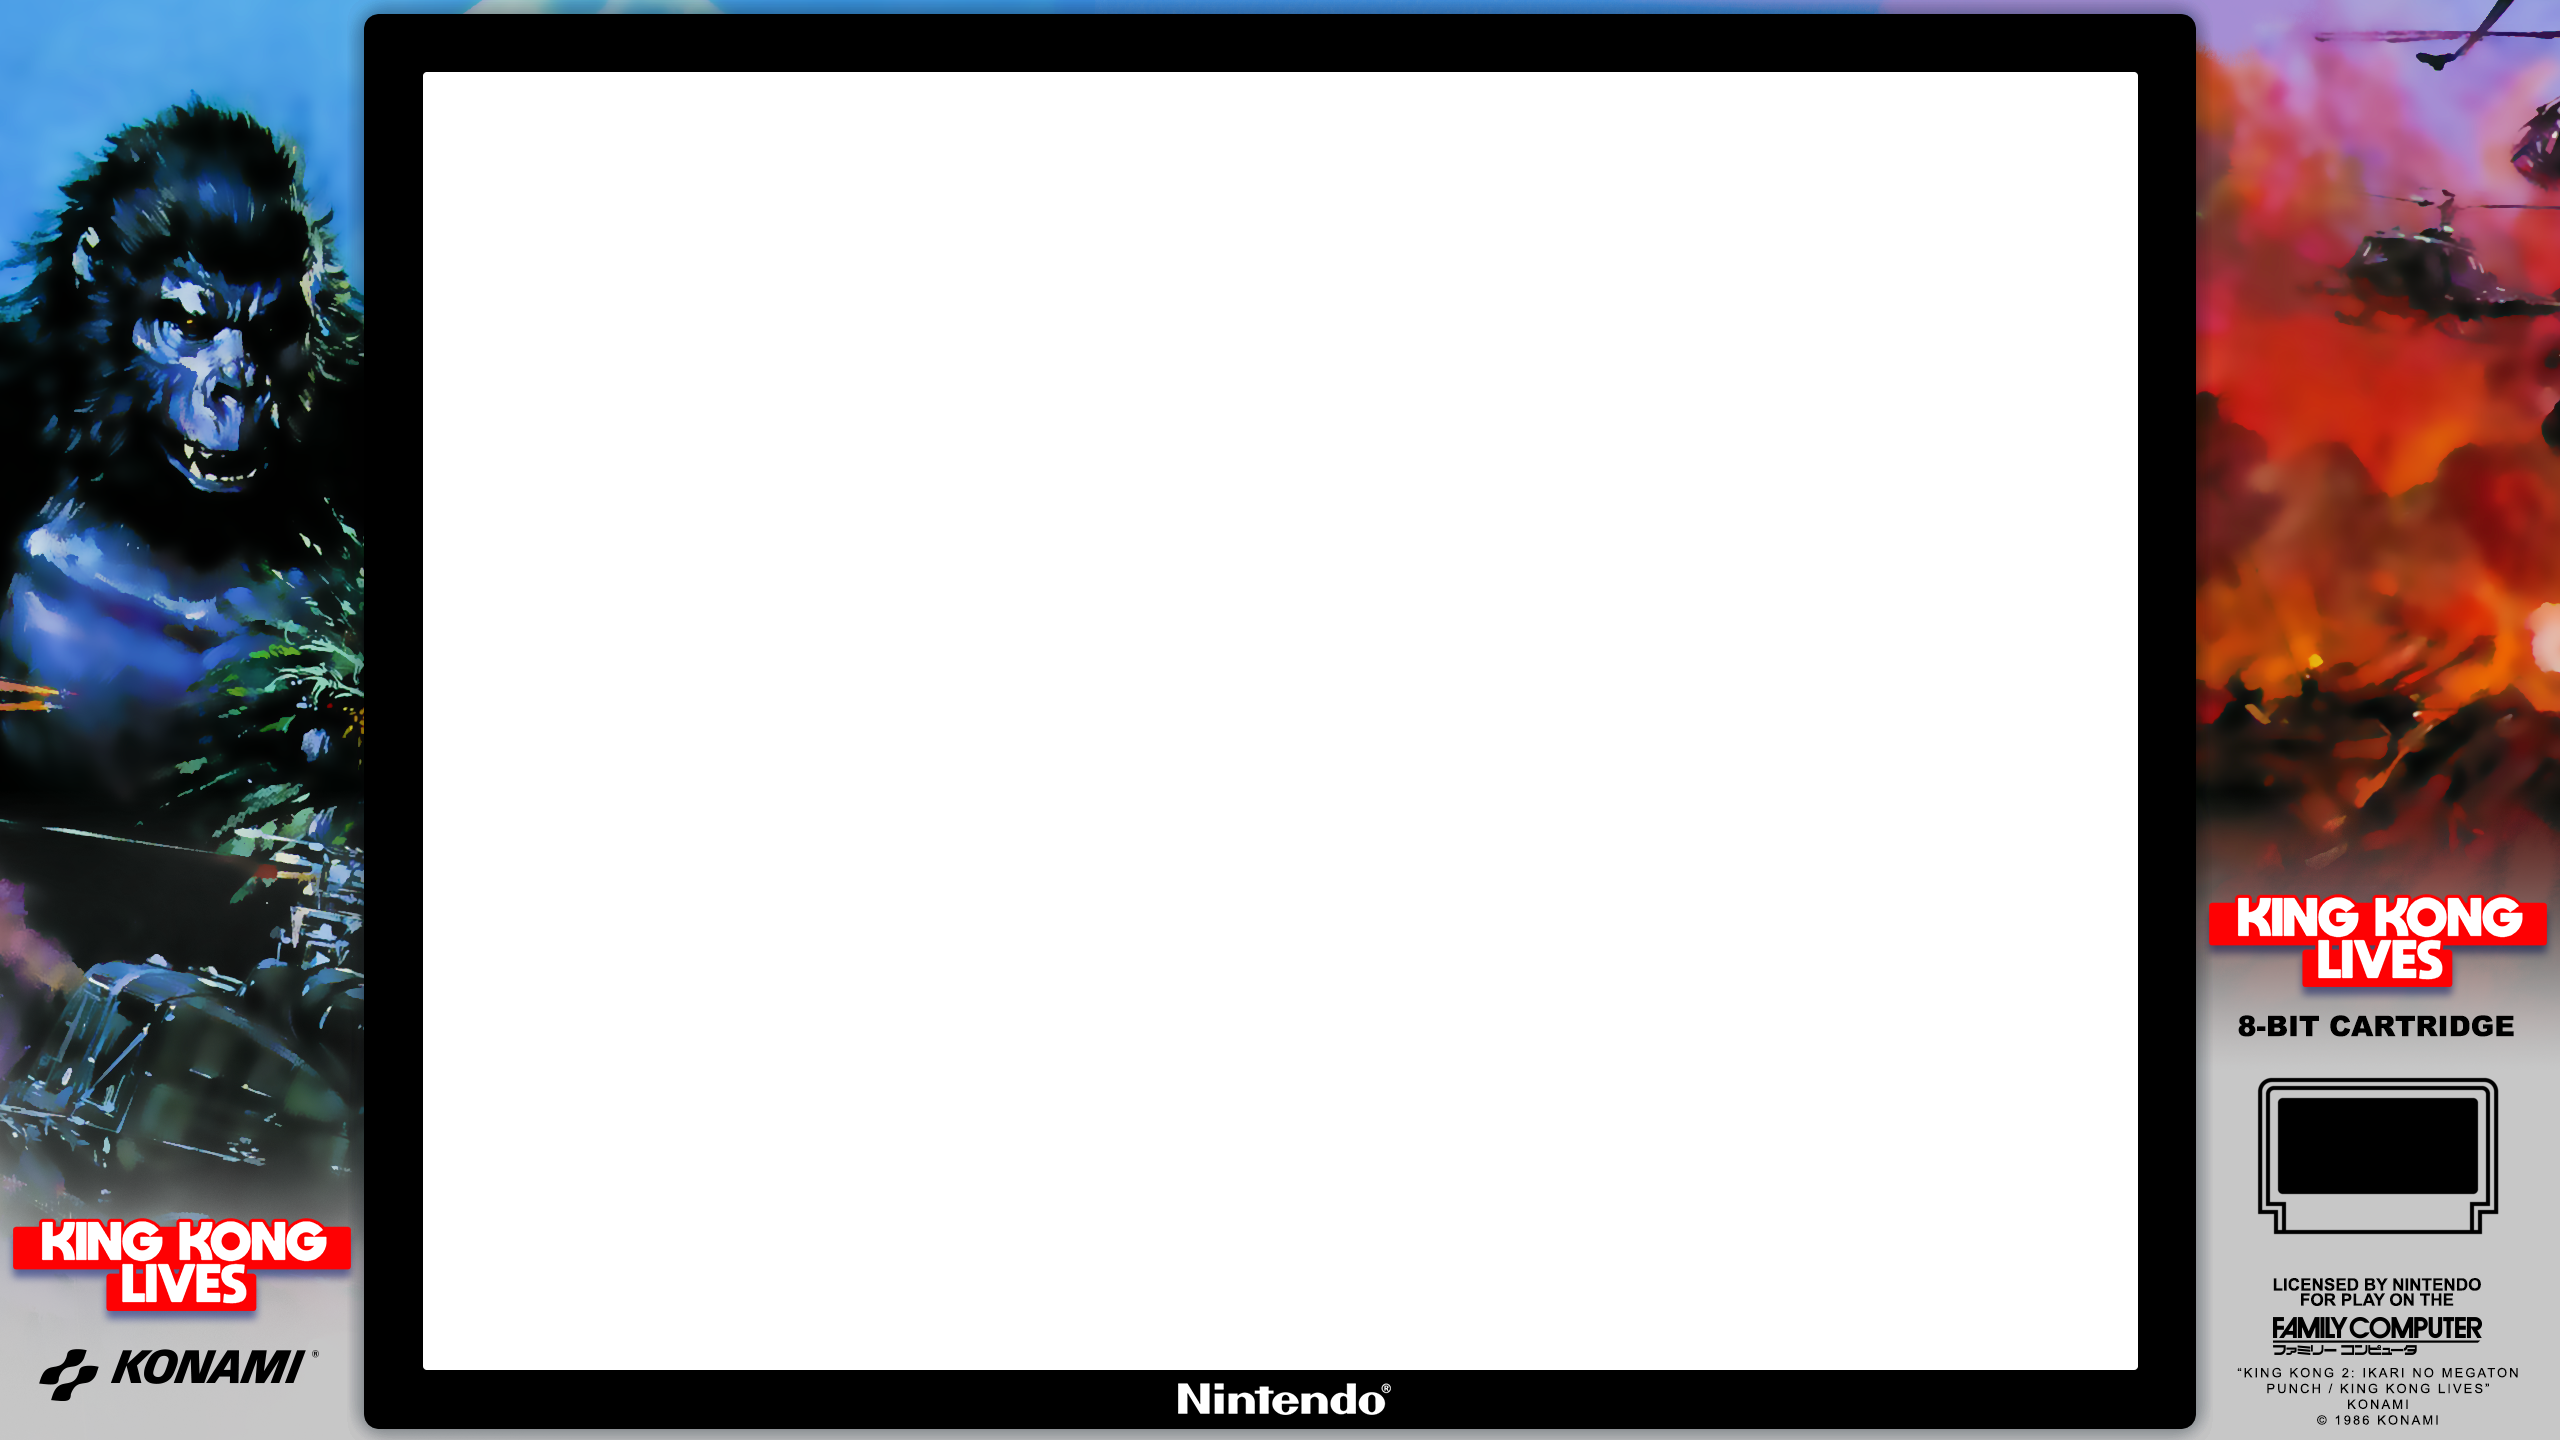 KING KONG
LIVES
KONAMI®
Nintendo®
KING KONG
LIVES
8-BIT CARTRIDGE
LICENSED BY NINTENDO
FOR PLAY ON THE
FAMILY COMPUTER
ファミリー コンピュータ
“KING KONG 2: IKARI NO MEGATON
PUNCH / KING KONG LIVES”
KONAMI
© 1986 KONAMI